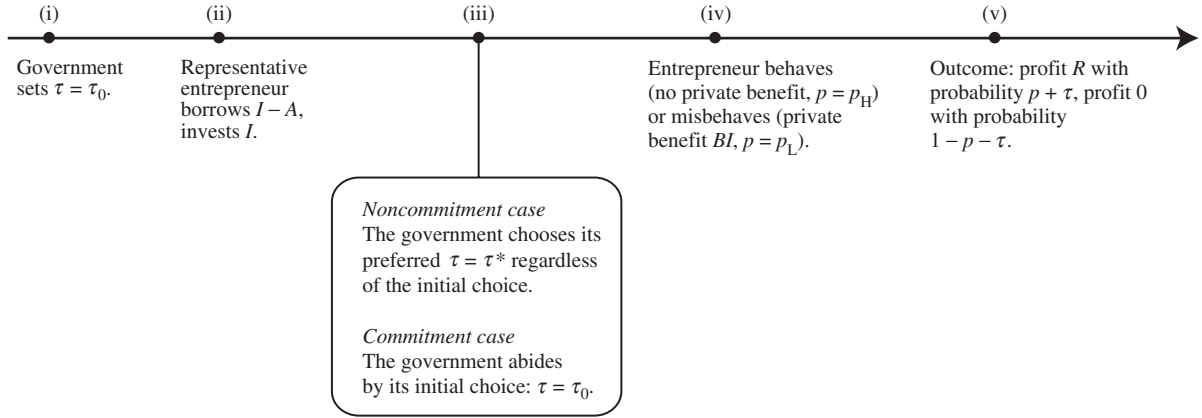 (i)
(ii)
(iii)
(iv)
(v)
Government
sets τ = τ₀.
Representative
entrepreneur
borrows I – A,
invests I.
Entrepreneur behaves
(no private benefit, p = p_H)
or misbehaves (private
benefit BI, p = p_L).
Outcome: profit R with
probability p + τ, profit 0
with probability
1 – p – τ.
Noncommitment case
The government chooses its
preferred τ = τ* regardless
of the initial choice.
Commitment case
The government abides
by its initial choice: τ = τ₀.